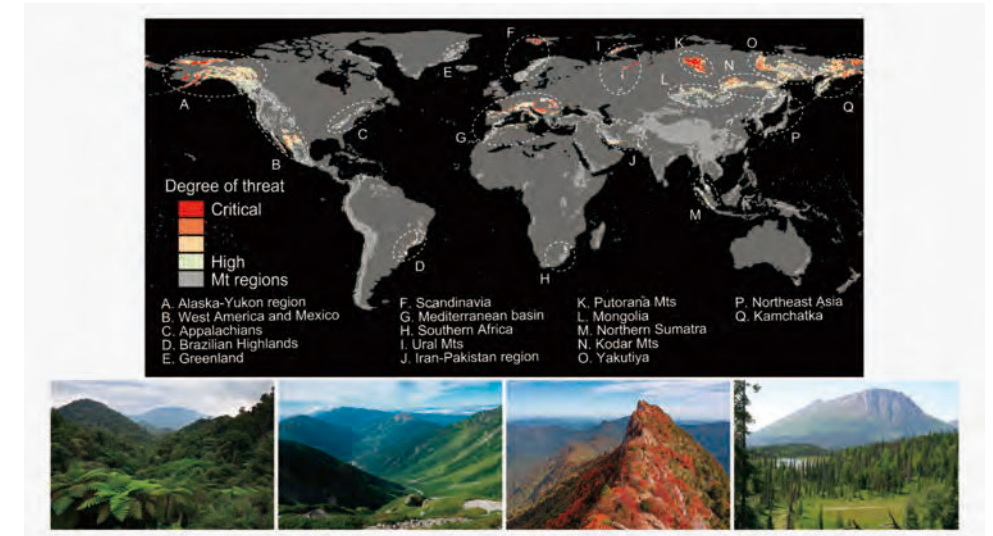 F
I
K
O
N
E
L
A
C
G
Q
P
B
J
Degree of threat
Critical
M
High
D
H
Mt regions
A. Alaska-Yukon region
B. West America and Mexico
C. Appalachians
D. Brazilian Highlands
E. Greenland
F. Scandinavia
G. Mediterranean basin
H. Southern Africa
I. Ural Mts
J. Iran-Pakistan region
K. Putorana Mts
L. Mongolia
M. Northern Sumatra
N. Kodar Mts
O. Yakutiya
P. Northeast Asia
Q. Kamchatka